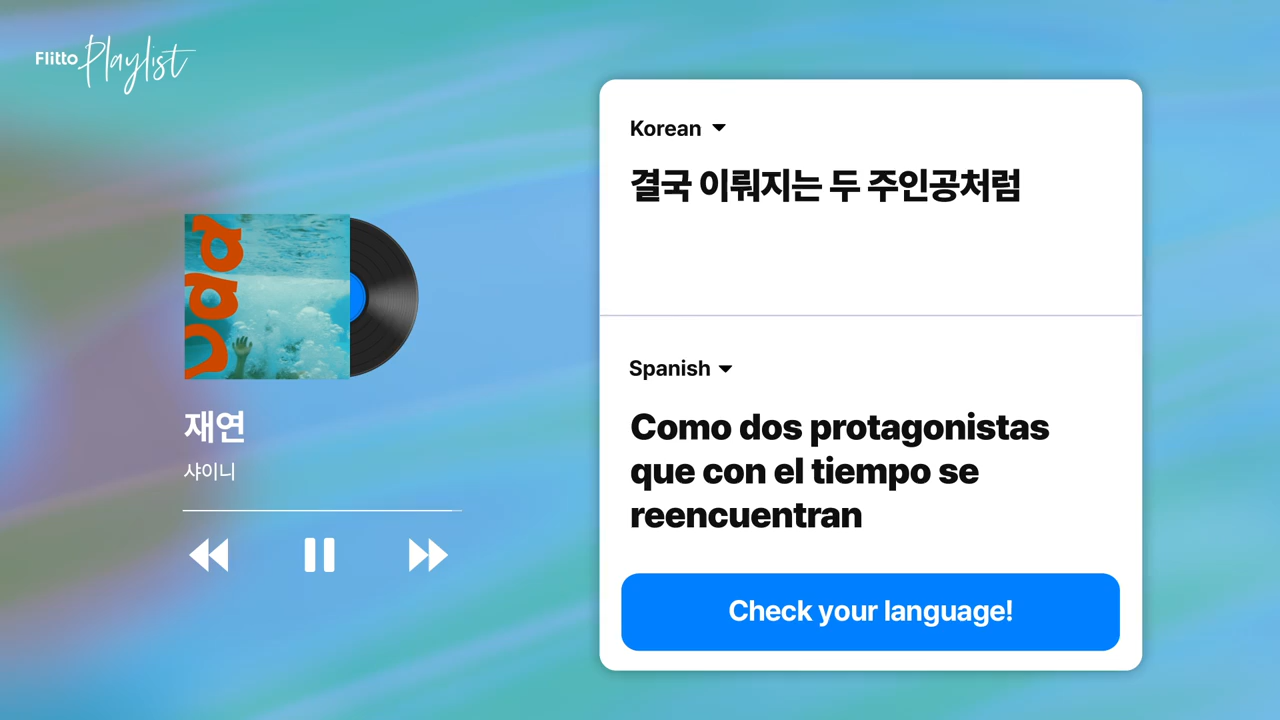 Flitto Playlist
재연
샤이니
Korean
결국 이뤄지는 두 주인공처럼
Spanish
Como dos protagonistas
que con el tiempo se
reencuentran
Check your language!